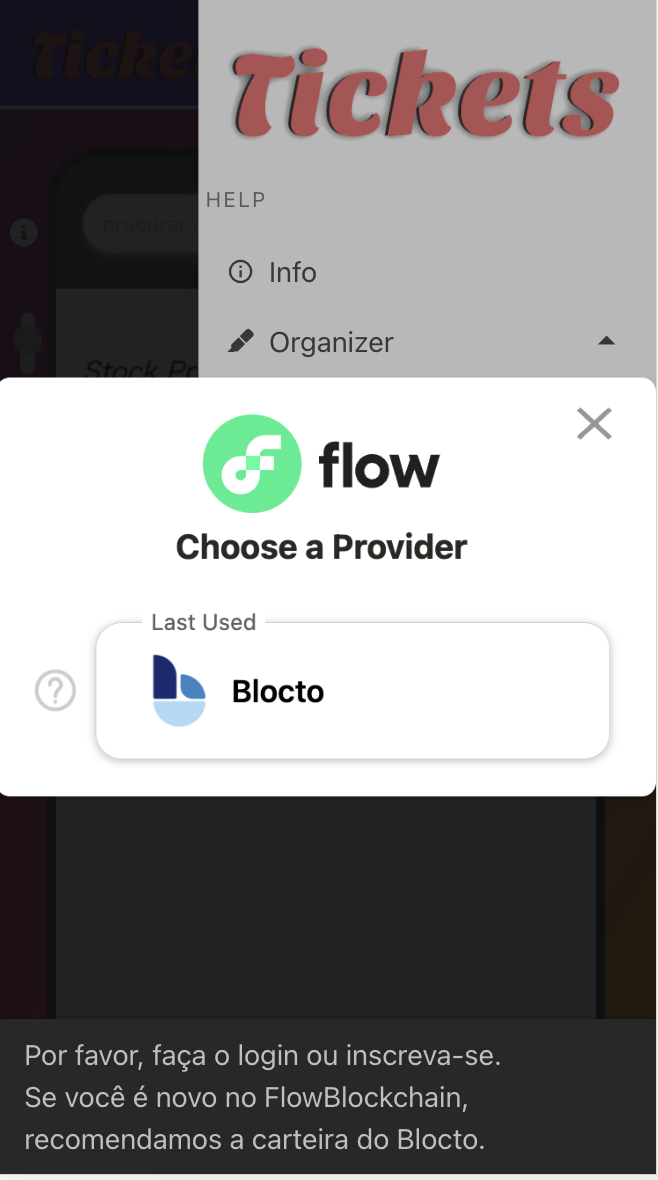 Ticke
Tickets
HELP
procurar...
Info
Organizer
Stock Pr
flow
Choose a Provider
Last Used
Blocto
Por favor, faça o login ou inscreva-se.
Se você é novo no FlowBlockchain,
recomendamos a carteira do Blocto.